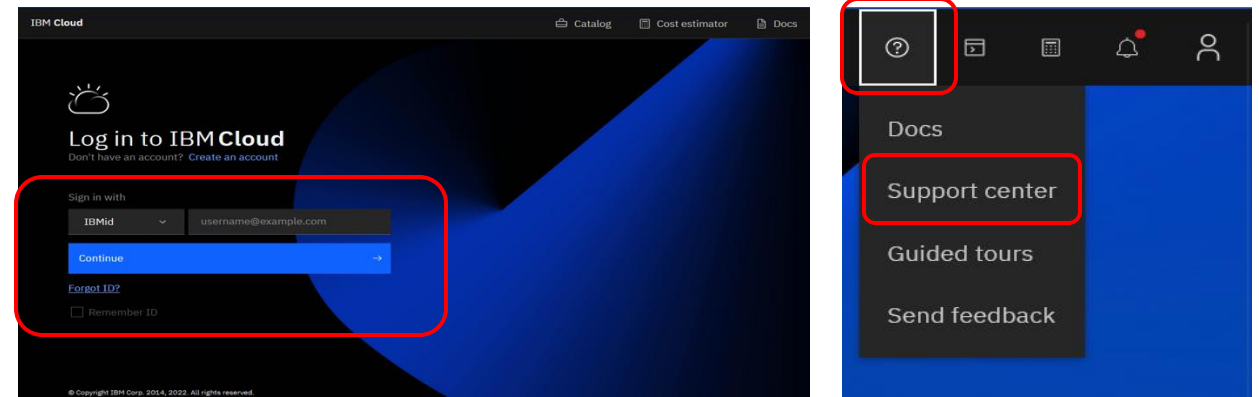 IBM Cloud
Catalog
Cost estimator
Docs
Log in to IBM Cloud
Don't have an account? Create an account
Sign in with
IBMid
username@example.com
Continue
Forgot ID?
Remember ID
© Copyright IBM Corp. 2014, 2022. All rights reserved.
Docs
Support center
Guided tours
Send feedback